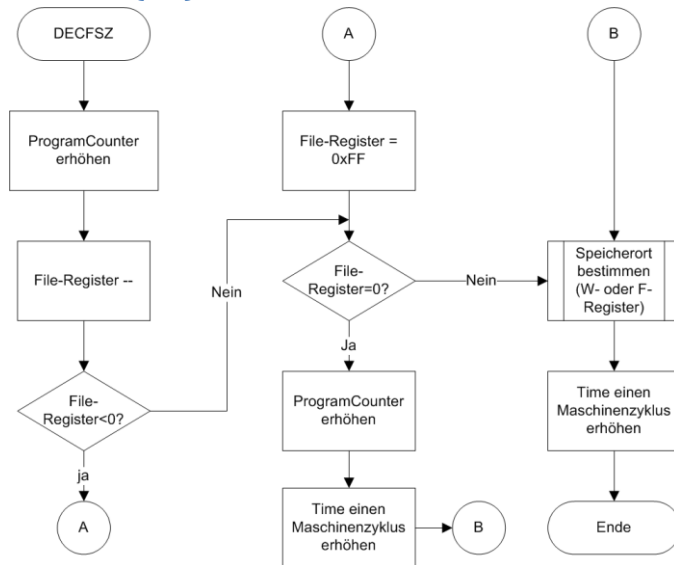 DECFSZ
ProgramCounter
erhöhen
File-Register --
File-
Register<0?
ja
A
Nein
A
File-Register =
0xFF
File-
Register=0?
Nein
Ja
ProgramCounter
erhöhen
Time einen
Maschinenzyklus
erhöhen
B
B
Speicherort
bestimmen
(W- oder F-
Register)
Time einen
Maschinenzyklus
erhöhen
Ende